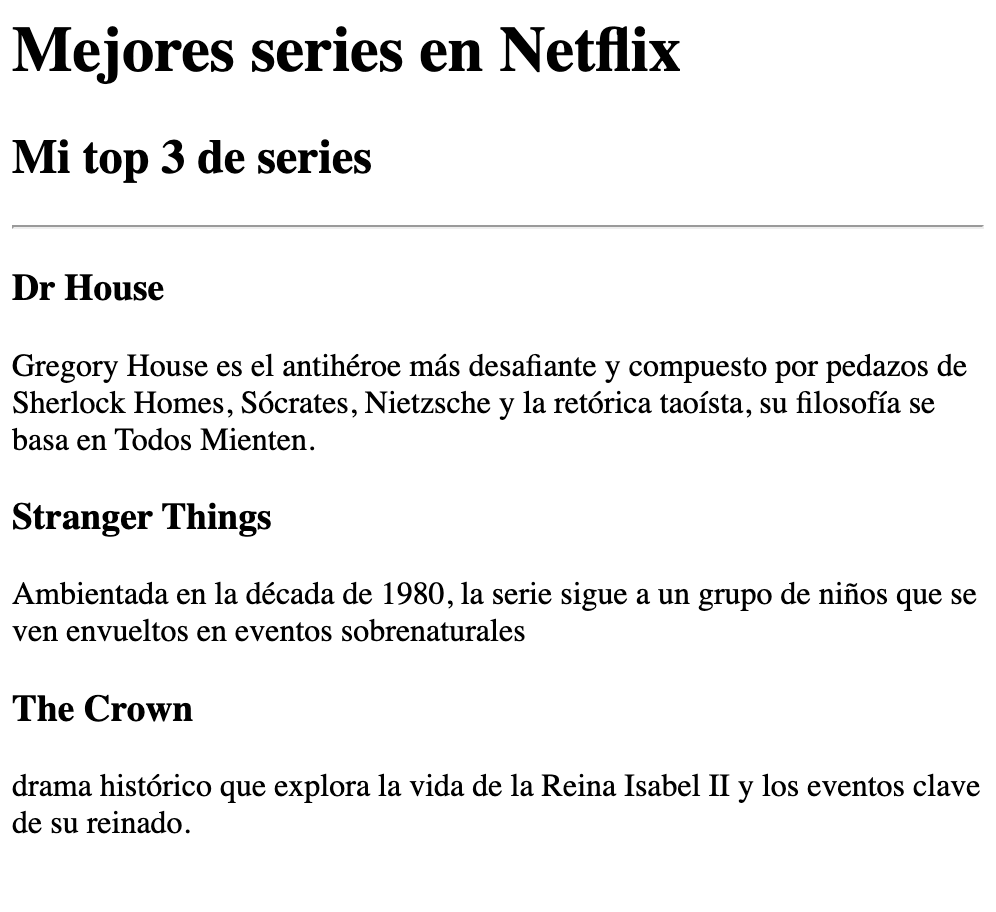 Mejores series en Netflix
Mi top 3 de series
Dr House
Gregory House es el antihéroe más desafiante y compuesto por pedazos de
Sherlock Homes, Sócrates, Nietzsche y la retórica taoísta, su filosofía se
basa en Todos Mienten.
Stranger Things
Ambientada en la década de 1980, la serie sigue a un grupo de niños que se
ven envueltos en eventos sobrenaturales
The Crown
drama histórico que explora la vida de la Reina Isabel II y los eventos clave
de su reinado.